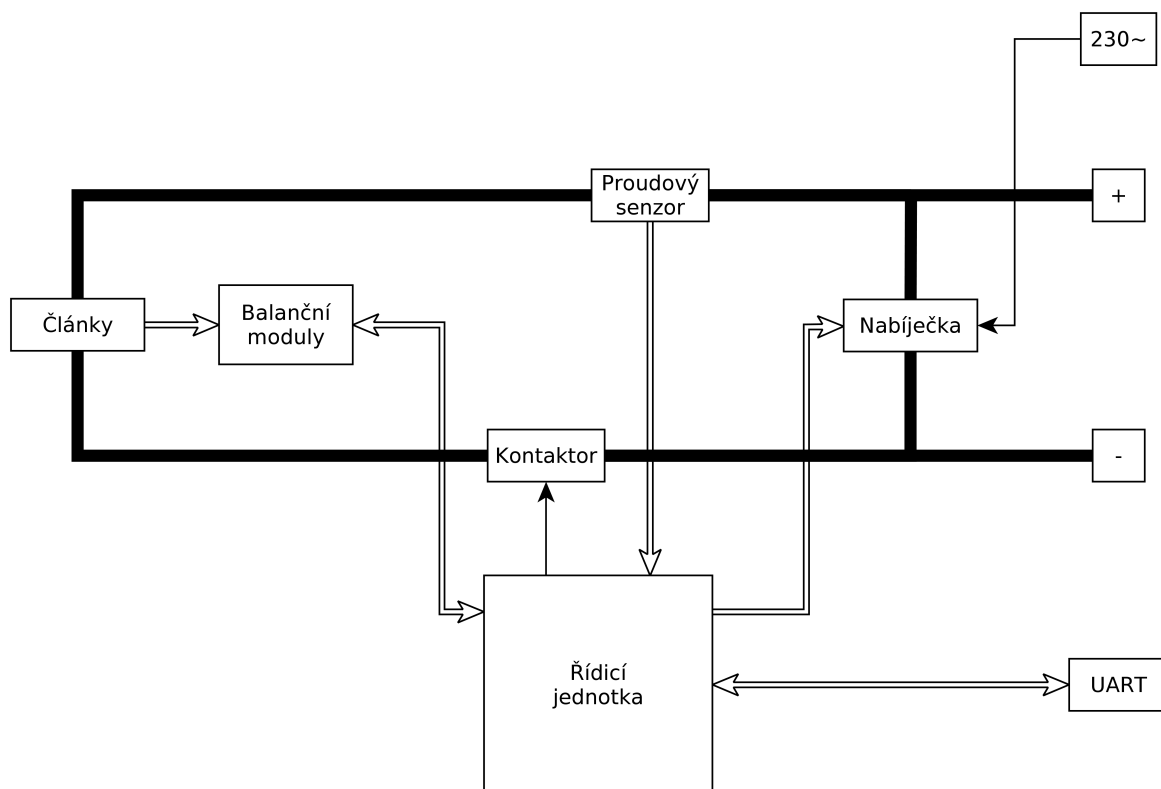 230~
Proudový
senzor
+
Články
Balanční
moduly
Nabíječka
Kontaktor
-
Řídicí
jednotka
UART